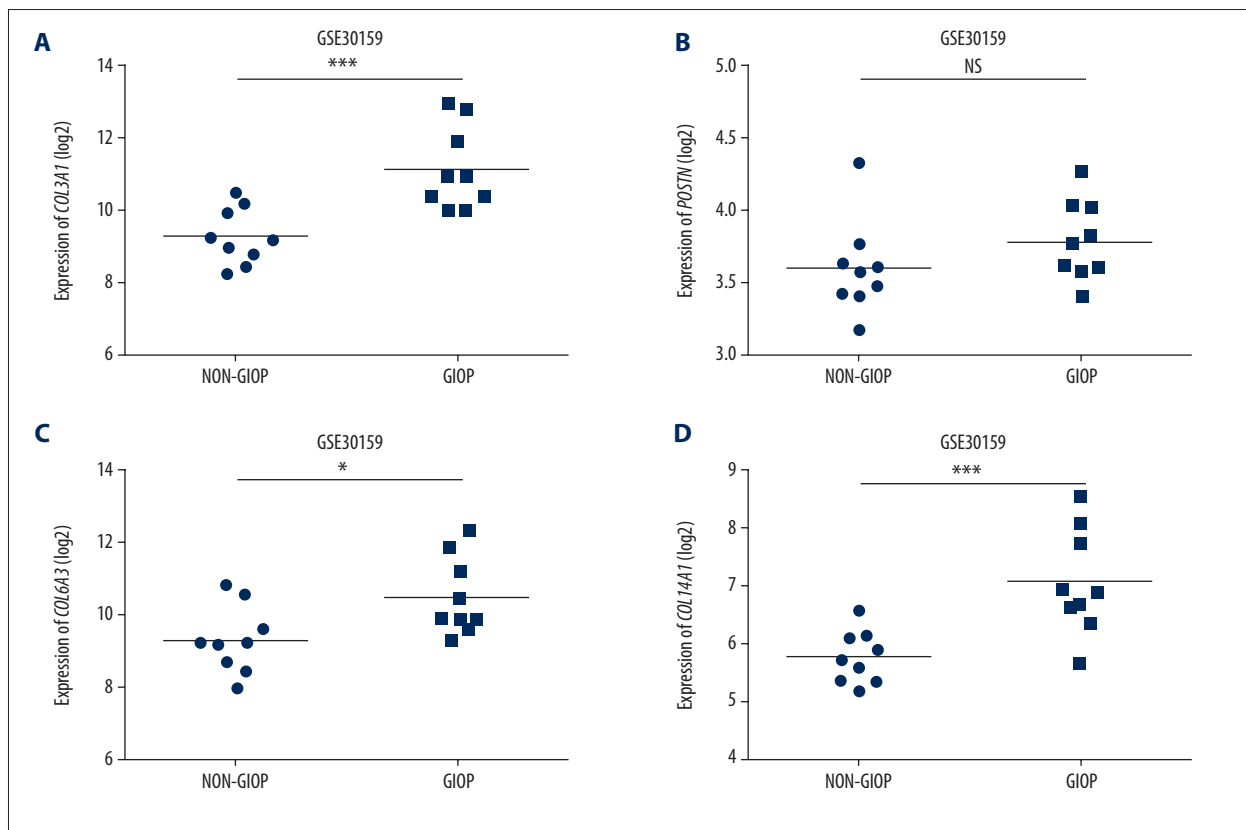 A
GSE30159
***
Expression of COL3A1 (log2)
14
12
10
8
6
NON-GIOP
GIOP
B
GSE30159
NS
Expression of POSTN (log2)
5.0
4.5
4.0
3.5
3.0
NON-GIOP
GIOP
C
GSE30159
*
Expression of COL6A3 (log2)
14
12
10
8
6
NON-GIOP
GIOP
D
GSE30159
***
Expression of COL14A1 (log2)
9
8
7
6
5
4
NON-GIOP
GIOP